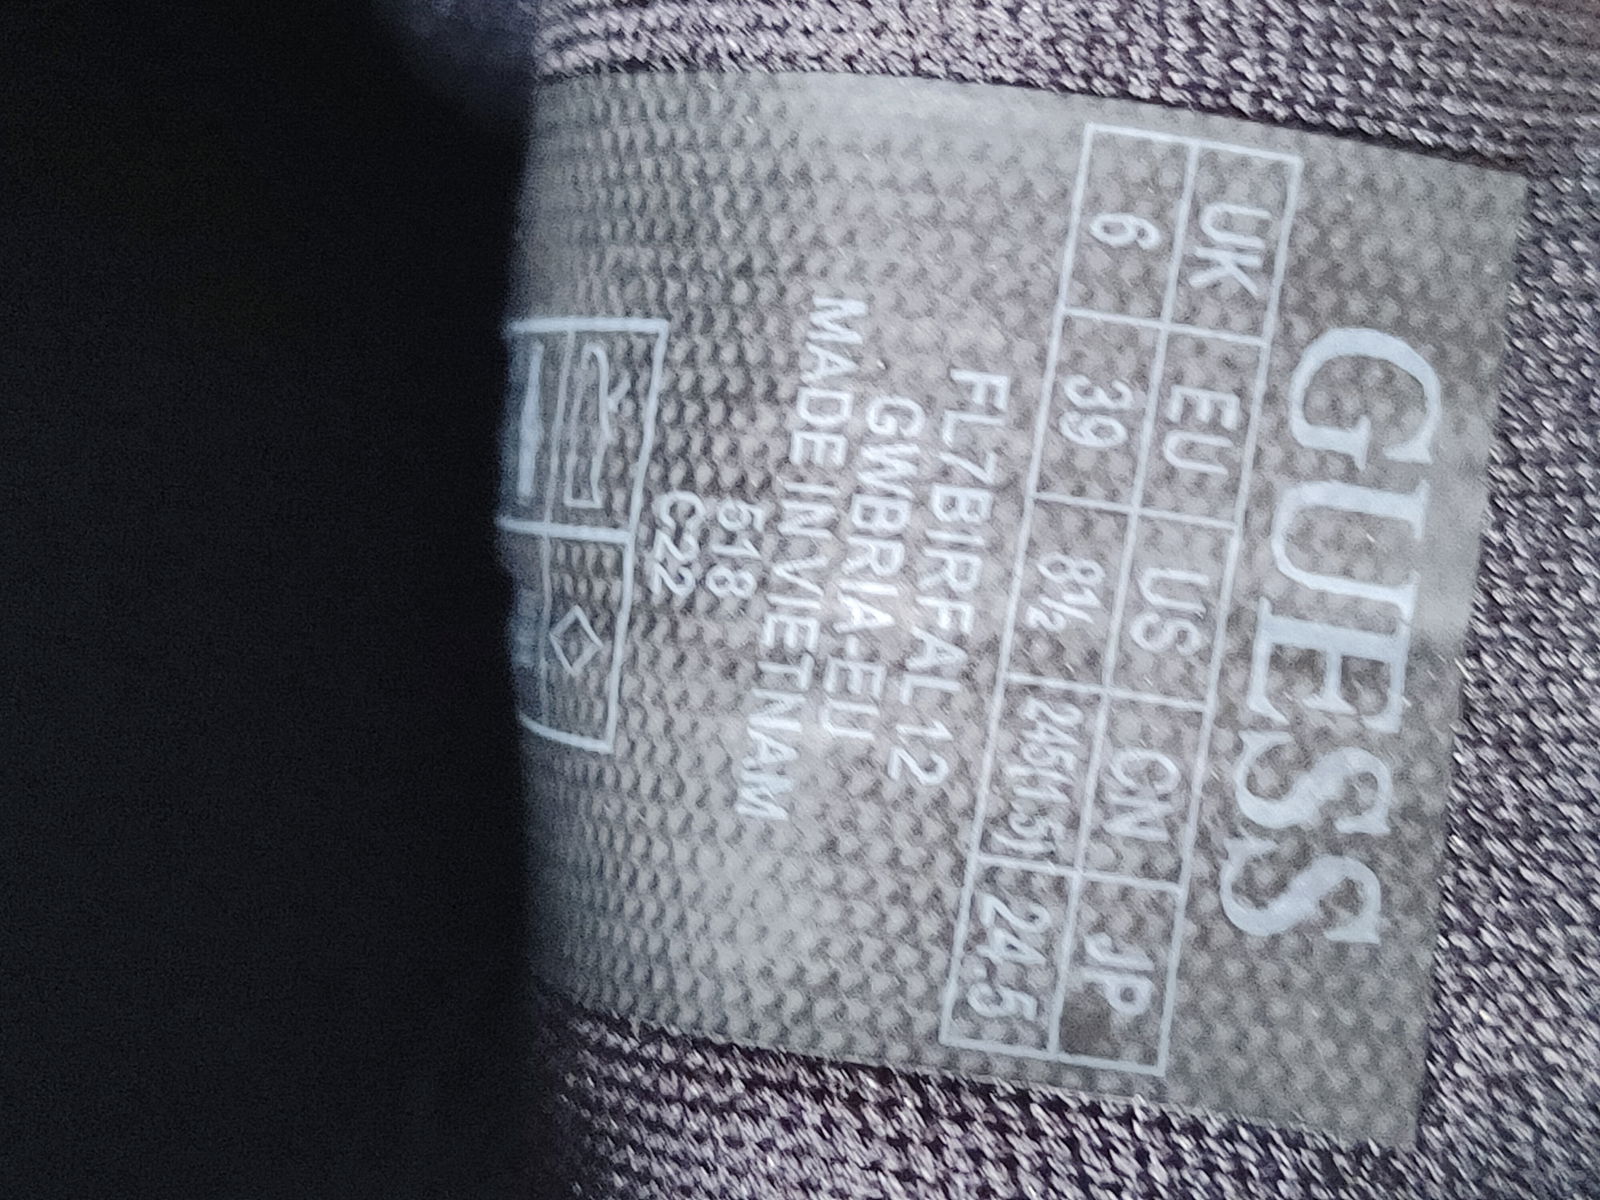 GUESS
UK EU US CN JP
6 39 8½ 245(1.5) 24.5
FL7BIRFAL12
GWBRIA-EU
MADE IN VIETNAM
518
C22